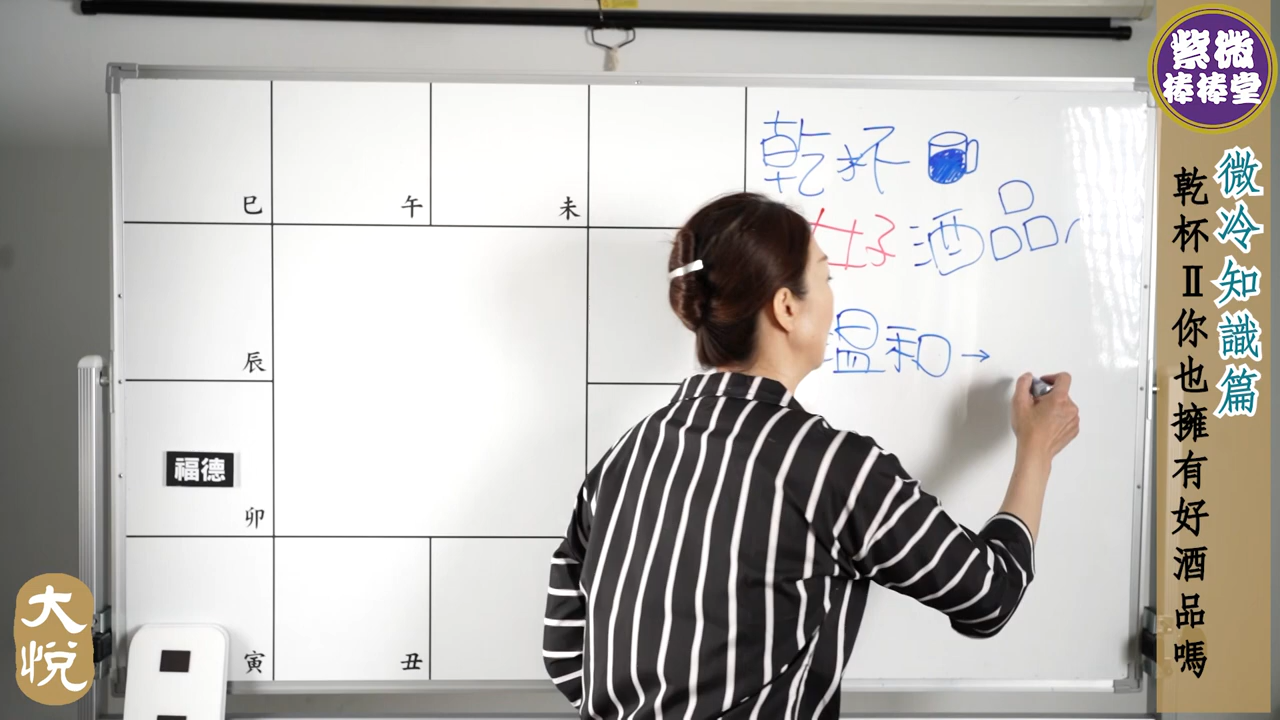 紫微
棒棒堂
微冷知識篇
乾杯Ⅱ你也擁有好酒品嗎
乾杯
好酒品
溫和→
巳
午
未
辰
福德
卯
寅
丑
大悅